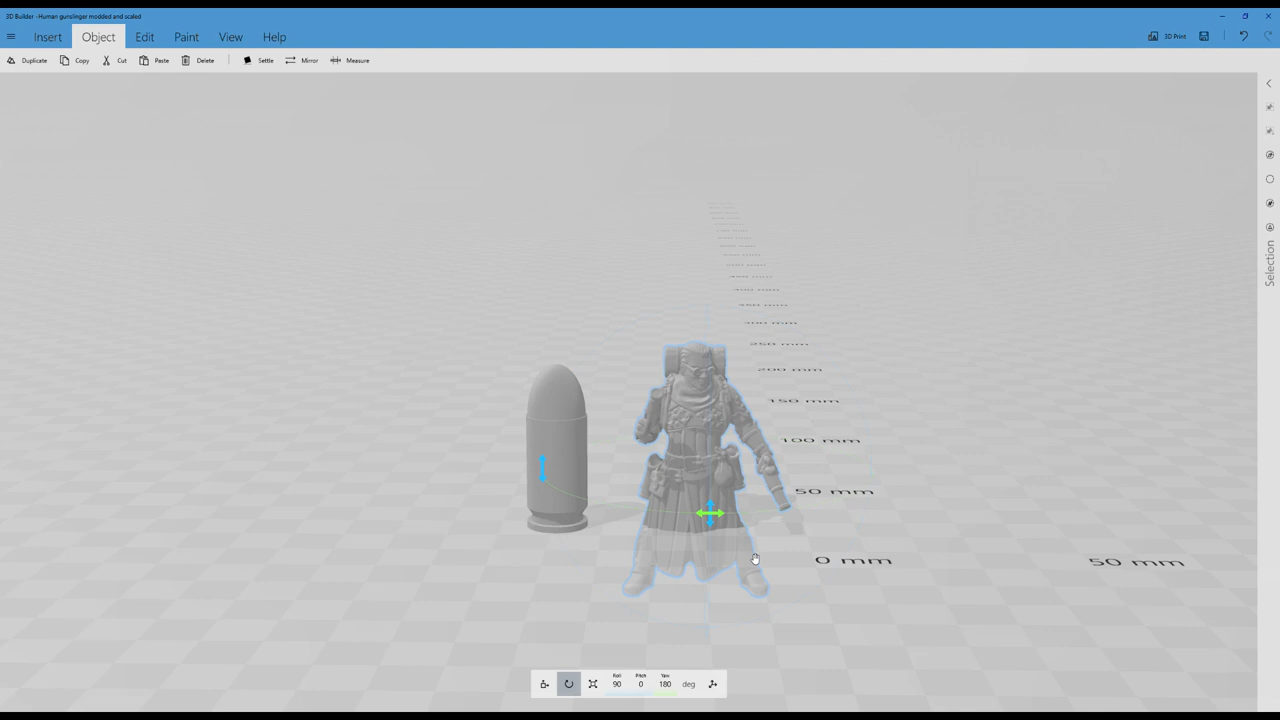 3D Builder -Human gunslinger modded and scaled
Insert Object Edit Paint View Help
3D Print
Duplicate Copy Cut Paste Delete Settle Mirror Measure
Selection
250 mm
200 mm
150 mm
100 mm
50 mm
0 mm 50 mm
Roll Pitch Yaw
90 0 180 deg